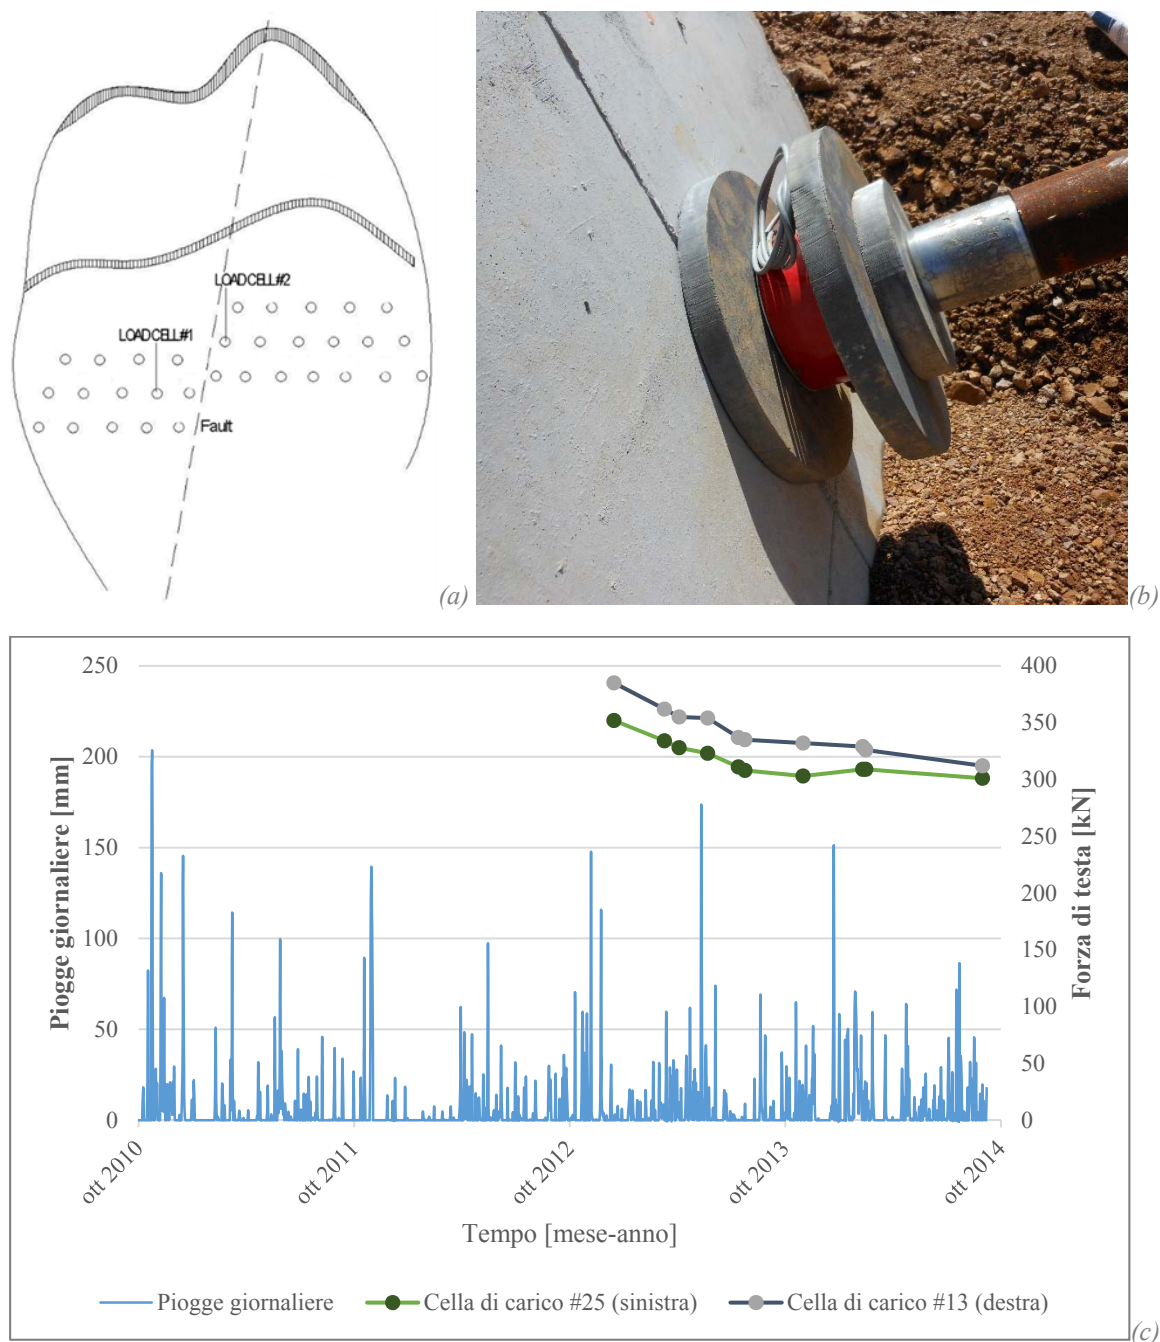 LOADCELL#2
LOADCELL#1
Fault
(a)
(b)
250
200
150
100
50
0
Piogge giornaliere [mm]
400
350
300
250
200
150
100
50
0
Forza di testa [kN]
ott 2010
ott 2011
ott 2012
ott 2013
ott 2014
Tempo [mese-anno]
Piogge giornaliere
Cella di carico #25 (sinistra)
Cella di carico #13 (destra)
(c)